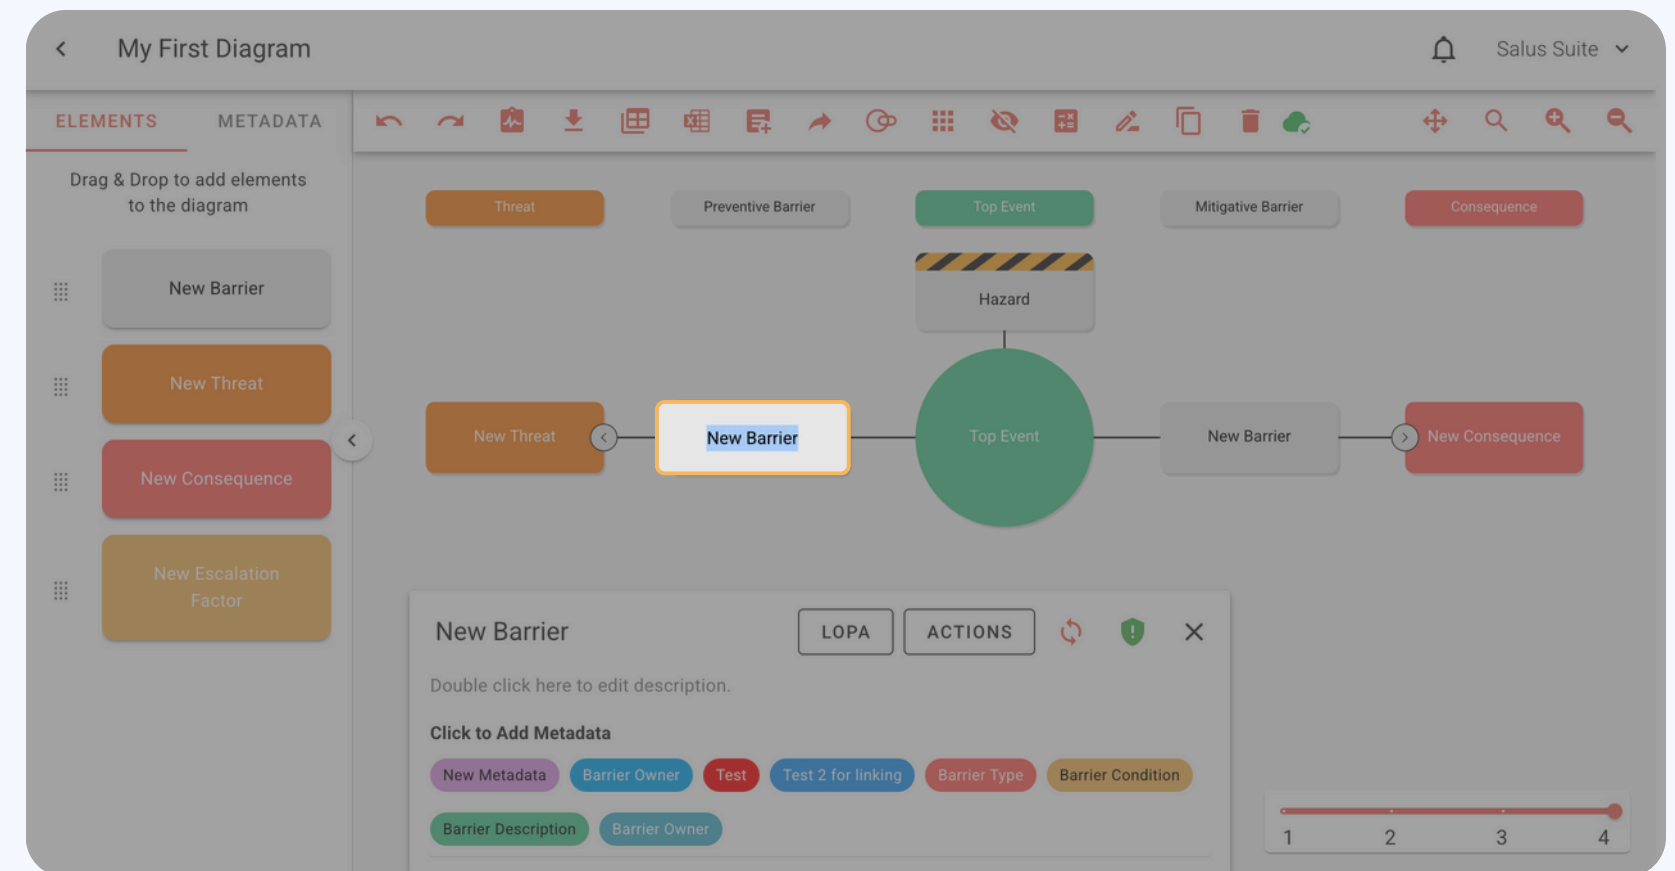 My First Diagram
Salus Suite
ELEMENTS METADATA
Drag & Drop to add elements
to the diagram
New Barrier
New Threat
New Consequence
New Escalation
Factor
Threat Preventive Barrier Top Event Mitigative Barrier Consequence
Hazard
New Threat New Barrier Top Event New Barrier New Consequence
New Barrier LOPA ACTIONS
Double click here to edit description.
Click to Add Metadata
New Metadata Barrier Owner Test Test 2 for linking Barrier Type Barrier Condition
Barrier Description Barrier Owner
1 2 3 4